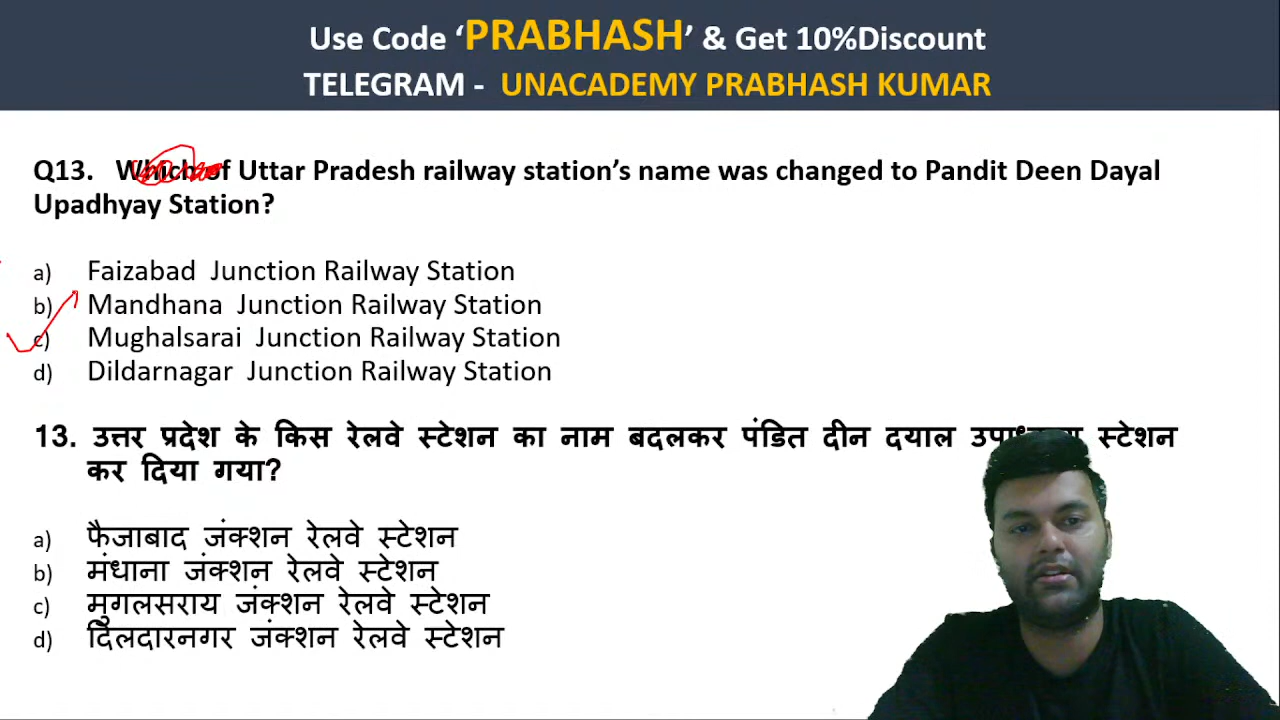 Use Code ‘PRABHASH’ & Get 10%Discount
TELEGRAM - UNACADEMY PRABHASH KUMAR
Q13. Which of Uttar Pradesh railway station’s name was changed to Pandit Deen Dayal
Upadhyay Station?
a) Faizabad Junction Railway Station
b) Mandhana Junction Railway Station
c) Mughalsarai Junction Railway Station
d) Dildarnagar Junction Railway Station
13. उत्तर प्रदेश के किस रेलवे स्टेशन का नाम बदलकर पंडित दीन दयाल स्टेशन
कर दिया गया?
a) फैजाबाद जंक्शन रेलवे स्टेशन
b) मंधाना जंक्शन रेलवे स्टेशन
c) मुगलसराय जंक्शन रेलवे स्टेशन
d) दिलदारनगर जंक्शन रेलवे स्टेशन